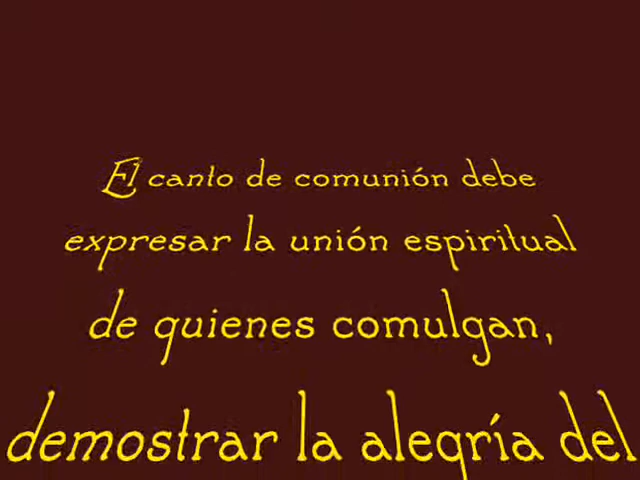 El canto de comunión debe
expresar la unión espiritual
de quienes comulgan,
demostrar la alegría del